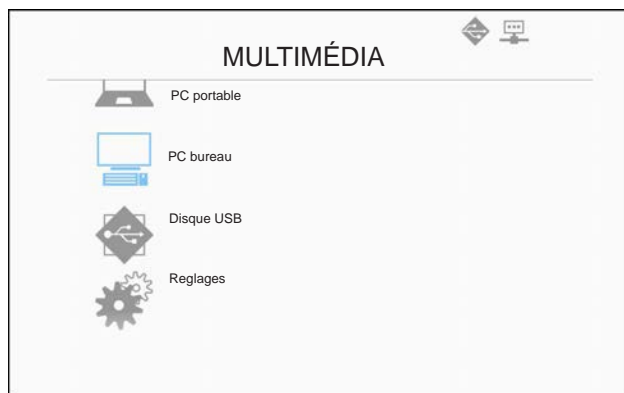 MULTIMÉDIA
PC portable
PC bureau
Disque USB
Reglages